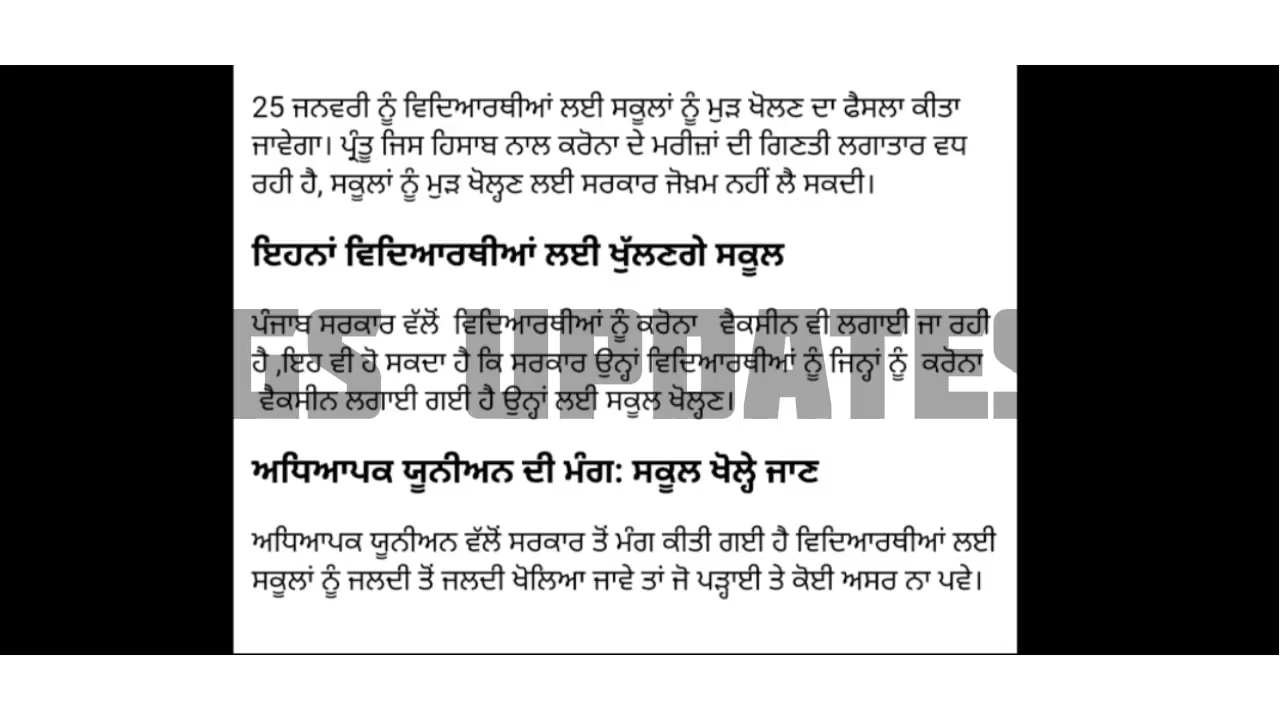 25 ਜਨਵਰੀ ਨੂੰ ਵਿਦਿਆਰਥੀਆਂ ਲਈ ਸਕੂਲਾਂ ਨੂੰ ਮੁੜ ਖੋਲਣ ਦਾ ਫੈਸਲਾ ਕੀਤਾ
ਜਾਵੇਗਾ। ਪ੍ਰੰਤੂ ਜਿਸ ਹਿਸਾਬ ਨਾਲ ਕਰੋਨਾ ਦੇ ਮਰੀਜ਼ਾਂ ਦੀ ਗਿਣਤੀ ਲਗਾਤਾਰ ਵਧ
ਰਹੀ ਹੈ, ਸਕੂਲਾਂ ਨੂੰ ਮੁੜ ਖੋਲ੍ਹਣ ਲਈ ਸਰਕਾਰ ਜੋਖ਼ਮ ਨਹੀਂ ਲੈ ਸਕਦੀ।
ਇਹਨਾਂ ਵਿਦਿਆਰਥੀਆਂ ਲਈ ਖੁੱਲਣਗੇ ਸਕੂਲ
ਪੰਜਾਬ ਸਰਕਾਰ ਵੱਲੋਂ ਵਿਦਿਆਰਥੀਆਂ ਨੂੰ ਕਰੋਨਾ ਵੈਕਸੀਨ ਵੀ ਲਗਾਈ ਜਾ ਰਹੀ
ਹੈ ,ਇਹ ਵੀ ਹੋ ਸਕਦਾ ਹੈ ਕਿ ਸਰਕਾਰ ਉਨ੍ਹਾਂ ਵਿਦਿਆਰਥੀਆਂ ਨੂੰ ਜਿਨ੍ਹਾਂ ਨੂੰ ਕਰੋਨਾ
ਵੈਕਸੀਨ ਲਗਾਈ ਗਈ ਹੈ ਉਨ੍ਹਾਂ ਲਈ ਸਕੂਲ ਖੋਲ੍ਹਣ।
GS UPDATES
ਅਧਿਆਪਕ ਯੂਨੀਅਨ ਦੀ ਮੰਗ: ਸਕੂਲ ਖੋਲ੍ਹੇ ਜਾਣ
ਅਧਿਆਪਕ ਯੂਨੀਅਨ ਵੱਲੋਂ ਸਰਕਾਰ ਤੋਂ ਮੰਗ ਕੀਤੀ ਗਈ ਹੈ ਵਿਦਿਆਰਥੀਆਂ ਲਈ
ਸਕੂਲਾਂ ਨੂੰ ਜਲਦੀ ਤੋਂ ਜਲਦੀ ਖੋਲਿਆ ਜਾਵੇ ਤਾਂ ਜੋ ਪੜ੍ਹਾਈ ਤੇ ਕੋਈ ਅਸਰ ਨਾ ਪਵੇ।